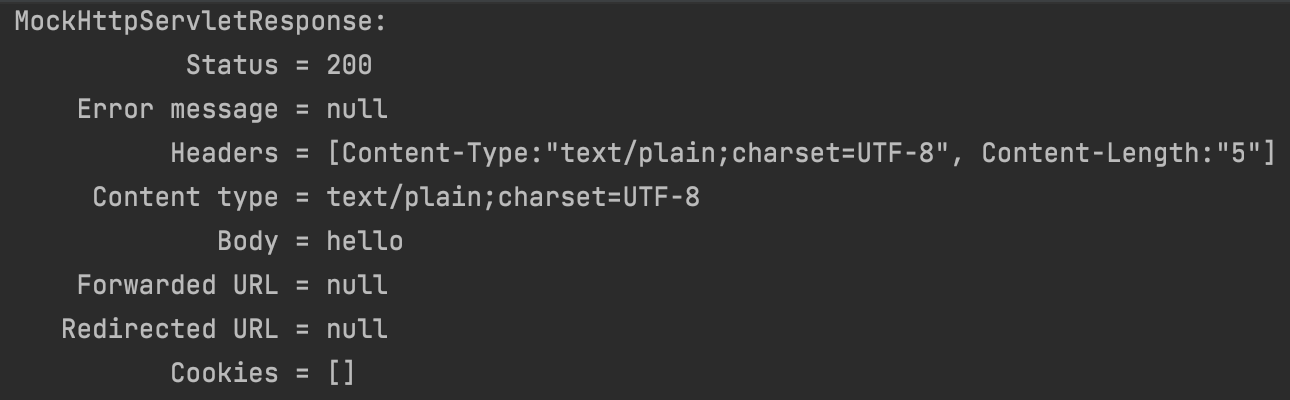 MockHttpServletResponse:
Status = 200
Error message = null
Headers = [Content-Type:"text/plain;charset=UTF-8", Content-Length:"5"]
Content type = text/plain;charset=UTF-8
Body = hello
Forwarded URL = null
Redirected URL = null
Cookies = []